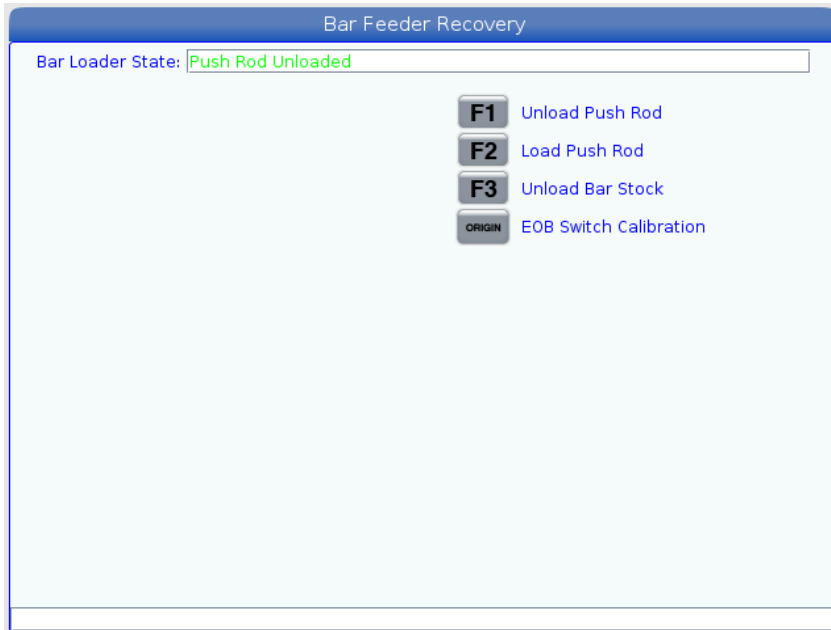 Bar Feeder Recovery
Bar Loader State: Push Rod Unloaded
F1 Unload Push Rod
F2 Load Push Rod
F3 Unload Bar Stock
ORIGIN EOB Switch Calibration